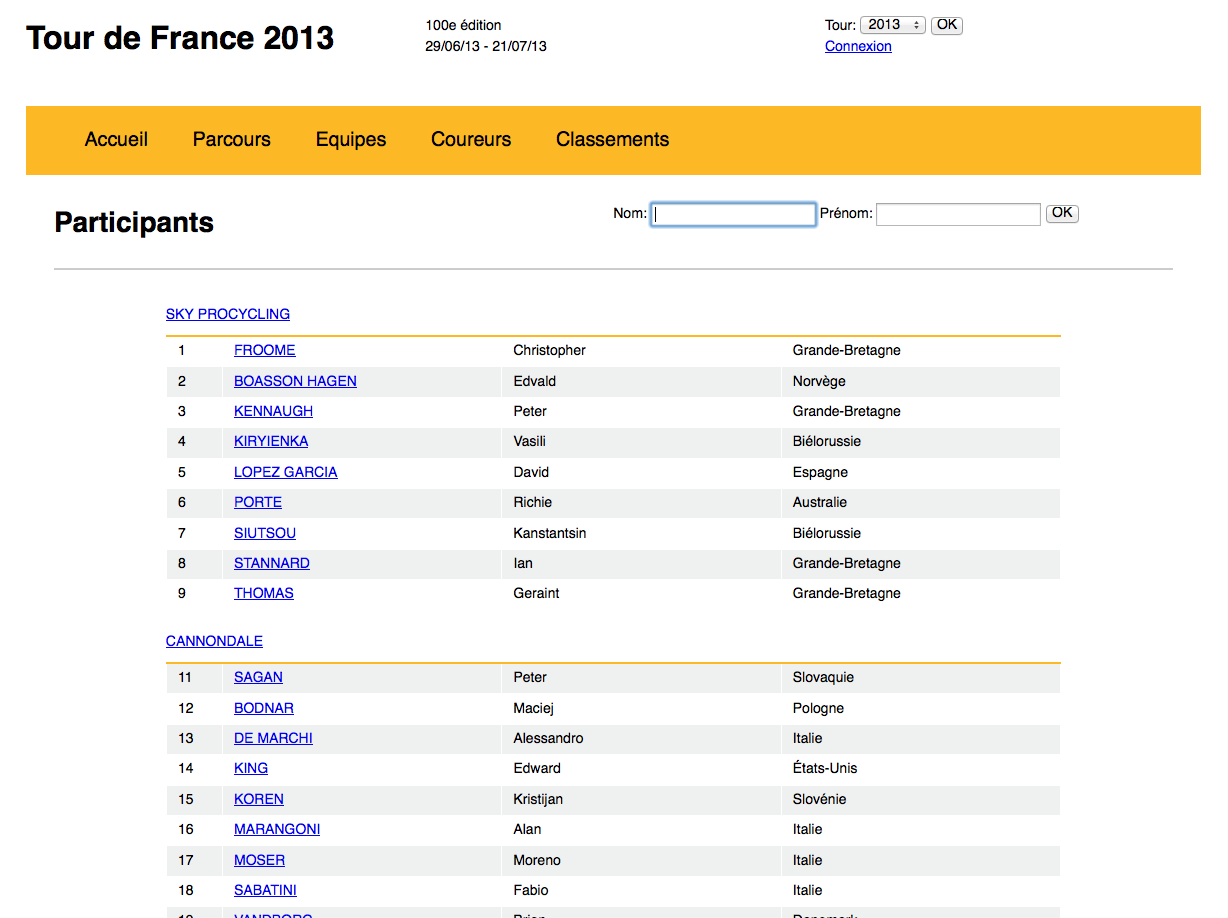 Tour de France 2013
100e édition
29/06/13 - 21/07/13
Tour: 2013 OK
Connexion
Accueil Parcours Equipes Coureurs Classements
Participants
Nom: Prénom: OK
SKY PROCYCLING
1 FROOME Christopher Grande-Bretagne
2 BOASSON HAGEN Edvald Norvège
3 KENNAUGH Peter Grande-Bretagne
4 KIRYIENKA Vasili Biélorussie
5 LOPEZ GARCIA David Espagne
6 PORTE Richie Australie
7 SIUTSOU Kanstantsin Biélorussie
8 STANNARD Ian Grande-Bretagne
9 THOMAS Geraint Grande-Bretagne
CANNONDALE
11 SAGAN Peter Slovaquie
12 BODNAR Maciej Pologne
13 DE MARCHI Alessandro Italie
14 KING Edward États-Unis
15 KOREN Kristijan Slovénie
16 MARANGONI Alan Italie
17 MOSER Moreno Italie
18 SABATINI Fabio Italie